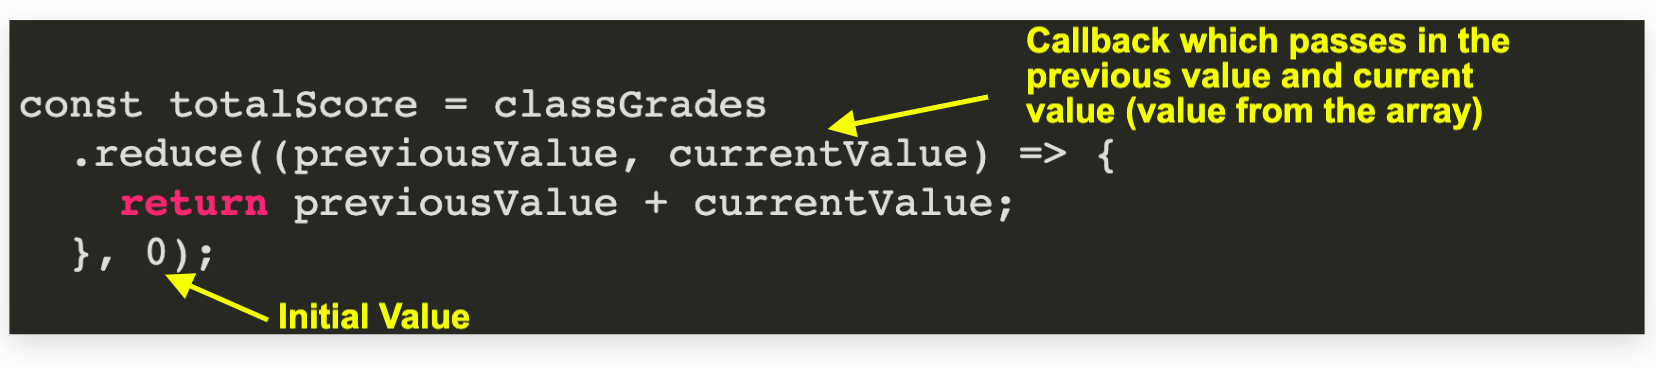 Callback which passes in the
previous value and current
value (value from the array)
const totalScore = classGrades
.reduce((previousValue, currentValue) => {
return previousValue + currentValue;
}, 0);
Initial Value